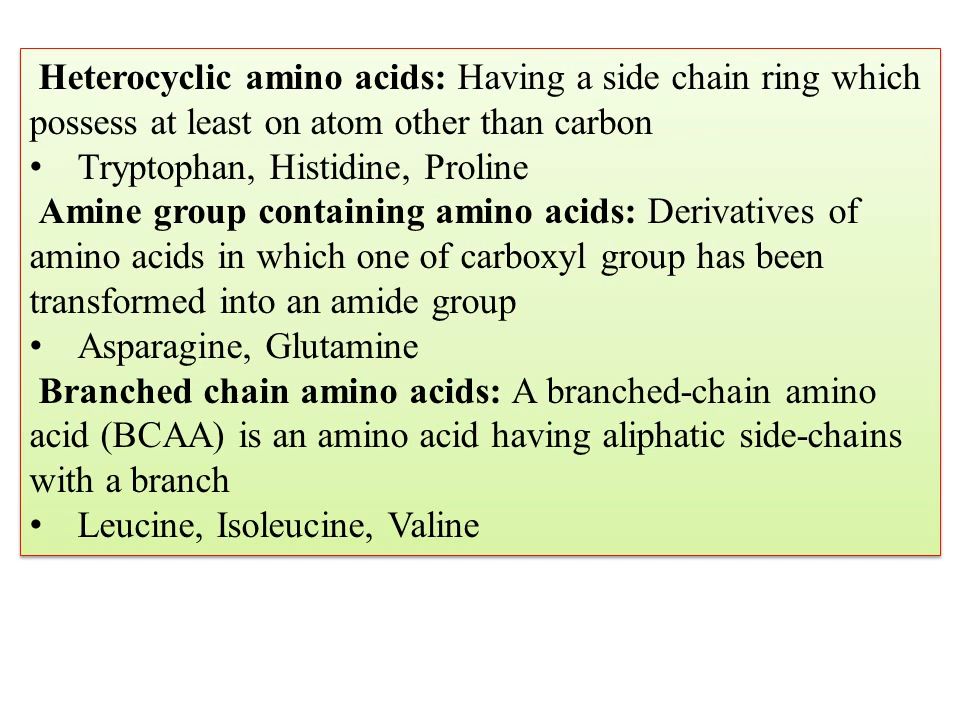 Heterocyclic amino acids: Having a side chain ring which
possess at least on atom other than carbon
• Tryptophan, Histidine, Proline
Amine group containing amino acids: Derivatives of
amino acids in which one of carboxyl group has been
transformed into an amide group
• Asparagine, Glutamine
Branched chain amino acids: A branched-chain amino
acid (BCAA) is an amino acid having aliphatic side-chains
with a branch
• Leucine, Isoleucine, Valine